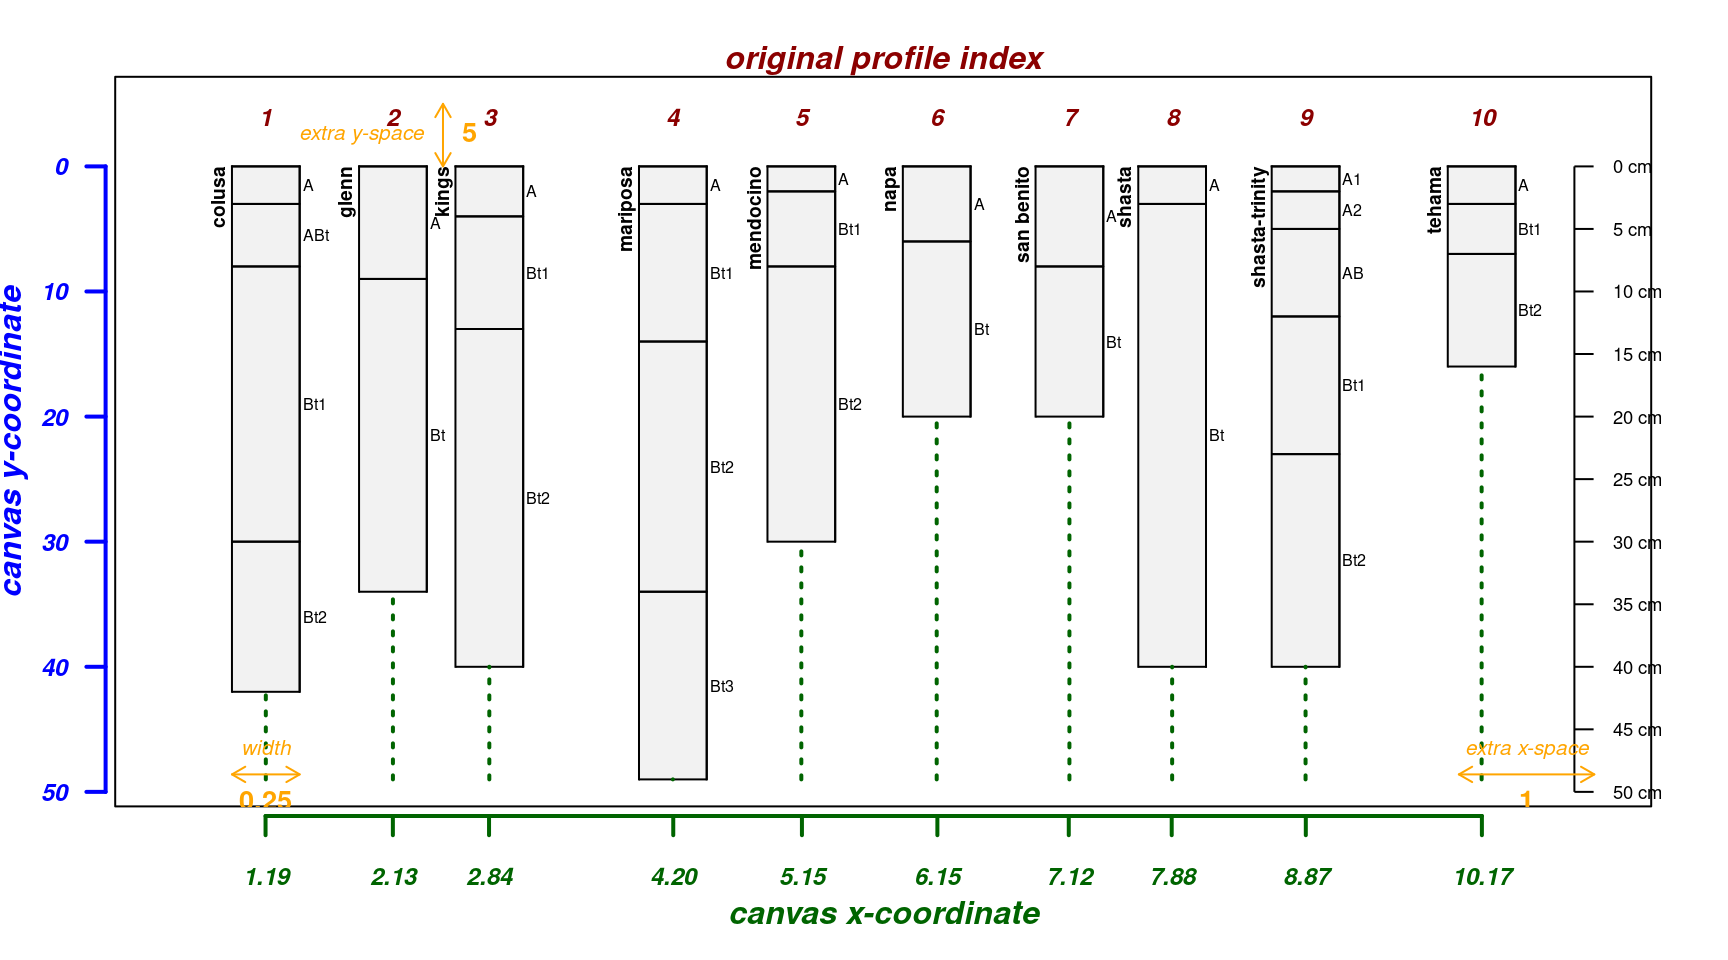 original profile index
1 2 3 4 5 6 7 8 9 10
extra y-space 5
canvas y-coordinate
0
10
20
30
40
50
colusa
A
ABt
Bt1
Bt2
glenn
A
Bt
kings
A
Bt1
Bt2
mariposa
A
Bt1
Bt2
Bt3
mendocino
A
Bt1
Bt2
napa
A
Bt
san benito
A
Bt
shasta
A
Bt
shasta-trinity
A1
A2
AB
Bt1
Bt2
tehama
A
Bt1
Bt2
0 cm
5 cm
10 cm
15 cm
20 cm
25 cm
30 cm
35 cm
40 cm
45 cm
50 cm
width
0.25
extra x-space
1
1.19 2.13 2.84 4.20 5.15 6.15 7.12 7.88 8.87 10.17
canvas x-coordinate